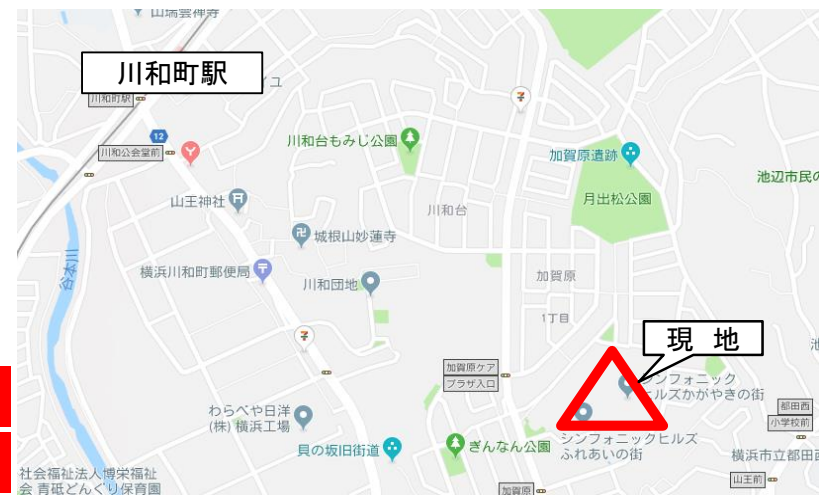 山瑞雲神寺
川和町駅
イユ
川和町駅
12
川和台もみじ公園
川和公会堂前
加賀原遺跡
池辺市民の
月出松公園
山王神社
川和台
城根山妙蓮寺
谷本川
横浜川和町郵便局
川和団地
加賀原
1丁目
現 地
池
加賀原ケア
プラザ入口
シンフォニック
ヒルズかがやきの街
都田西
小学校前
わらべや日洋
(株) 横浜工場
貝の坂旧街道
ぎんなん公園
シンフォニックヒルズ
ふれあいの街
横浜市立都田西
社会福祉法人博栄福祉
会 青砥どんぐり保育園
加賀原
山王前